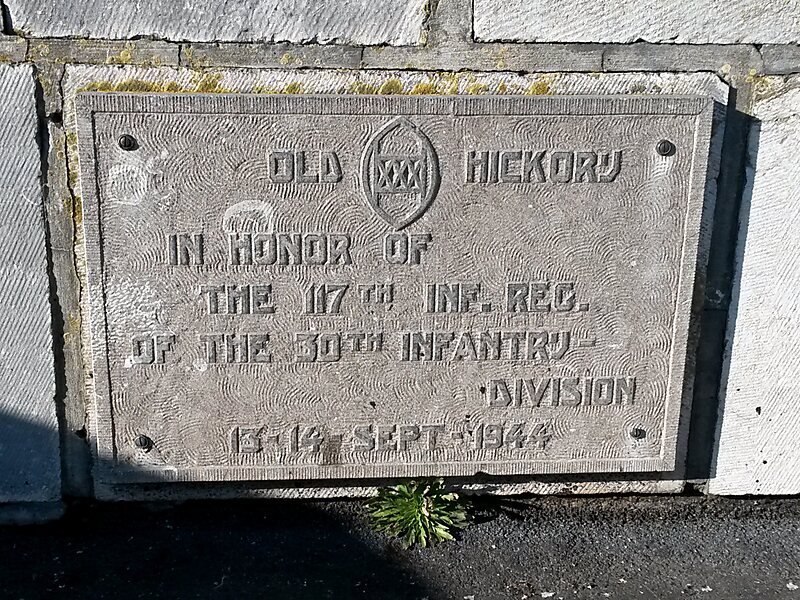 OLD XXX HICKORY
IN HONOR OF
THE 117TH INF. REG.
OF THE 30TH INFANTRY-
DIVISION
13-14-SEPT-1944